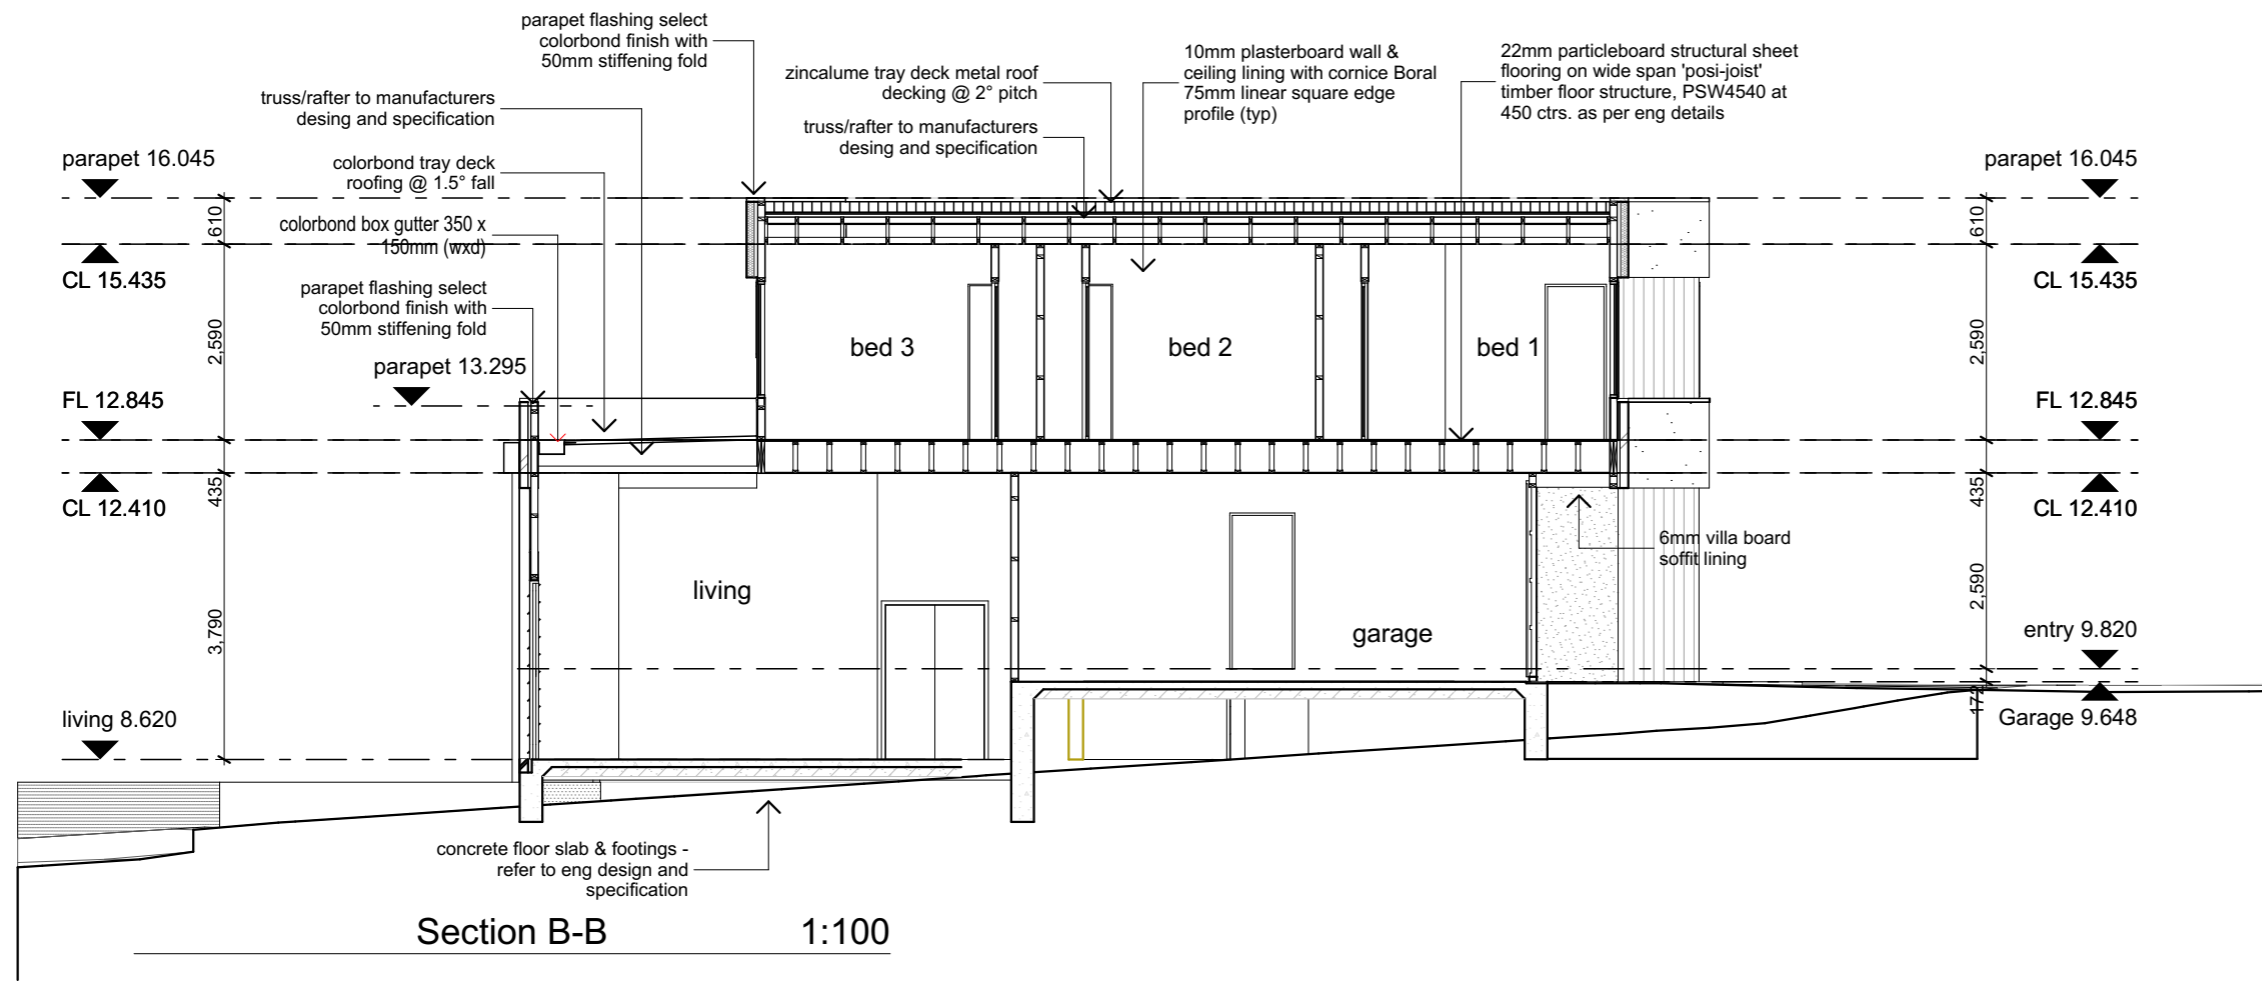 parapet flashing select
colorbond finish with
50mm stiffening fold
zincalume tray deck metal roof
decking @ 2° pitch
10mm plasterboard wall &
ceiling lining with cornice Boral
75mm linear square edge
profile (typ)
22mm particleboard structural sheet
flooring on wide span 'posi-joist'
timber floor structure, PSW4540 at
450 ctrs. as per eng details
truss/rafter to manufacturers
desing and specification
truss/rafter to manufacturers
desing and specification
parapet 16.045
colorbond tray deck
roofing @ 1.5° fall
parapet 16.045
610
colorbond box gutter 350 x
150mm (wxd)
610
CL 15.435
CL 15.435
parapet flashing select
colorbond finish with
50mm stiffening fold
2,590
bed 3
bed 2
bed 1
2,590
parapet 13.295
FL 12.845
FL 12.845
435
435
CL 12.410
CL 12.410
6mm villa board
soffit lining
living
2,590
3,790
garage
entry 9.820
172
living 8.620
Garage 9.648
concrete floor slab & footings -
refer to eng design and
specification
Section B-B 1:100